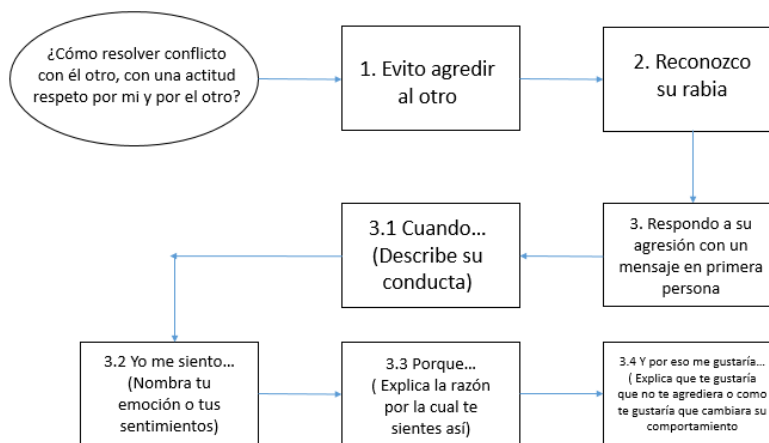 ¿Cómo resolver conflicto
con él otro, con una actitud
respeto por mi y por el otro?
1. Evito agredir
al otro
2. Reconozco
su rabia
3. Respondo a su
agresión con un
mensaje en primera
persona
3.1 Cuando...
(Describe su
conducta)
3.2 Yo me siento...
(Nombra tu
emoción o tus
sentimientos)
3.3 Porque...
( Explica la razón
por la cual te
sientes así)
3.4 Y por eso me gustaría...
( Explica que te gustaría
que no te agrediera o como
te gustaría que cambiara su
comportamiento